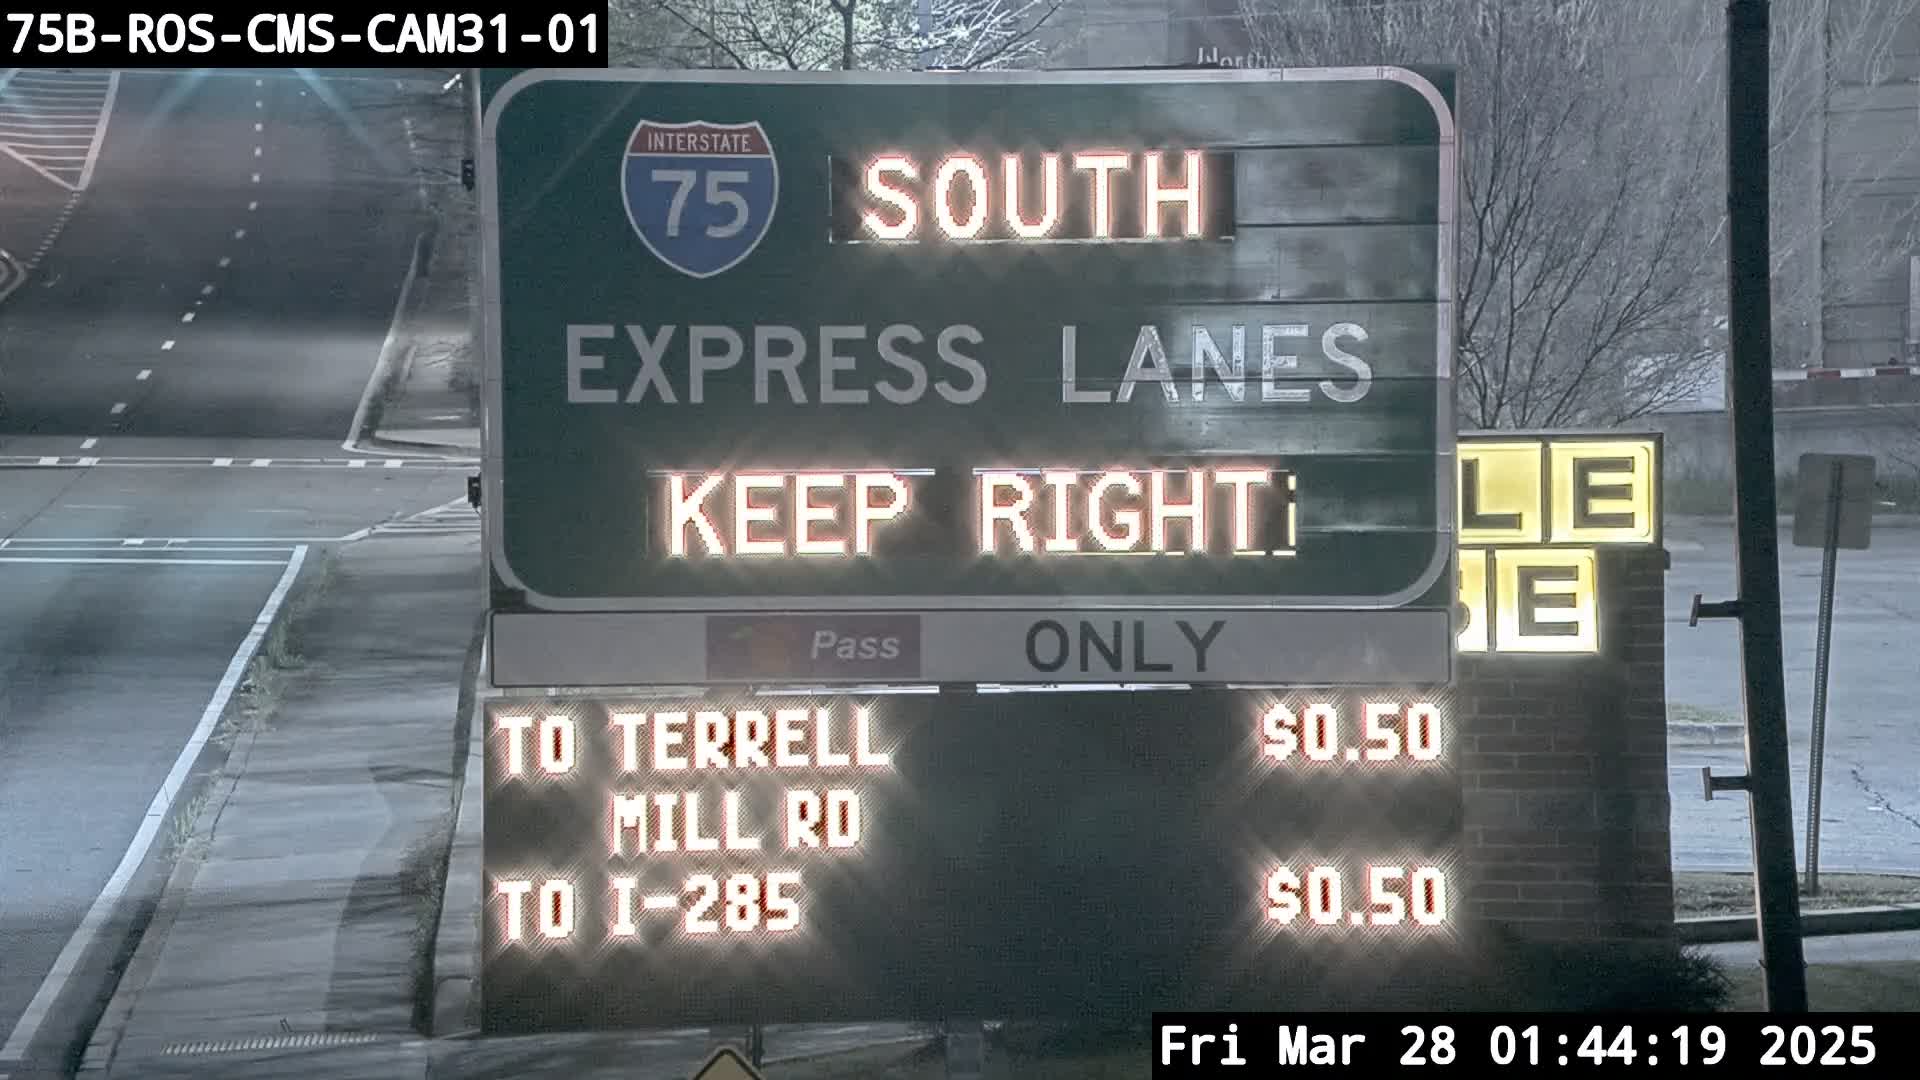 75B-ROS-CMS-CAM31-01
INTERSTATE
75
SOUTH
EXPRESS LANES
KEEP RIGHT
Pass ONLY
TO TERRELL $0.50
MILL RD
TO I-285 $0.50
LE
E
Fri Mar 28 01:44:19 2025